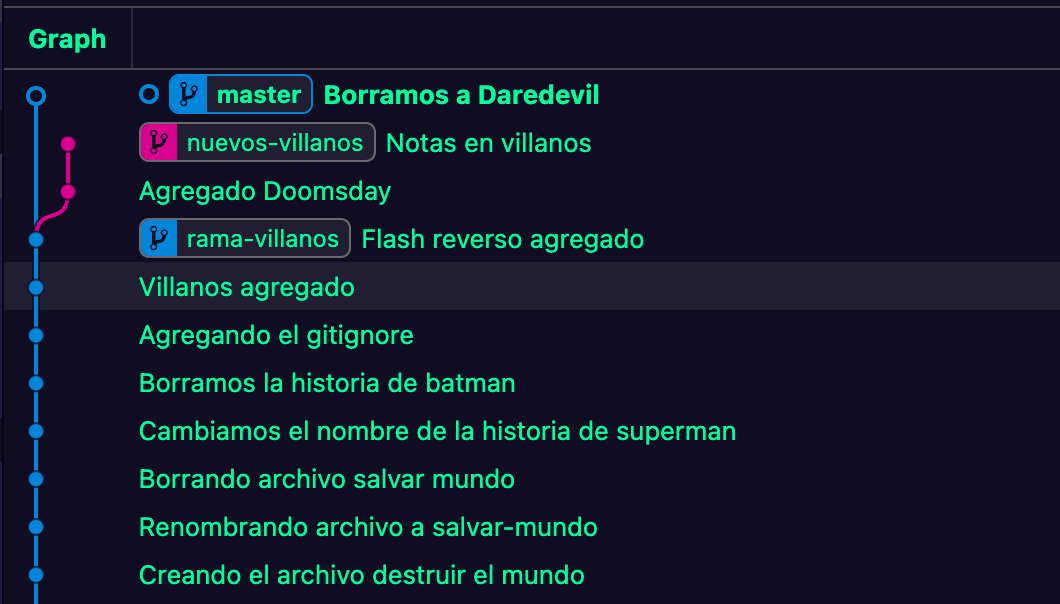 Graph
master Borramos a Daredevil
nuevos-villanos Notas en villanos
Agregado Doomsday
rama-villanos Flash reverso agregado
Villanos agregado
Agregando el gitignore
Borramos la historia de batman
Cambiamos el nombre de la historia de superman
Borrando archivo salvar mundo
Renombrando archivo a salvar-mundo
Creando el archivo destruir el mundo